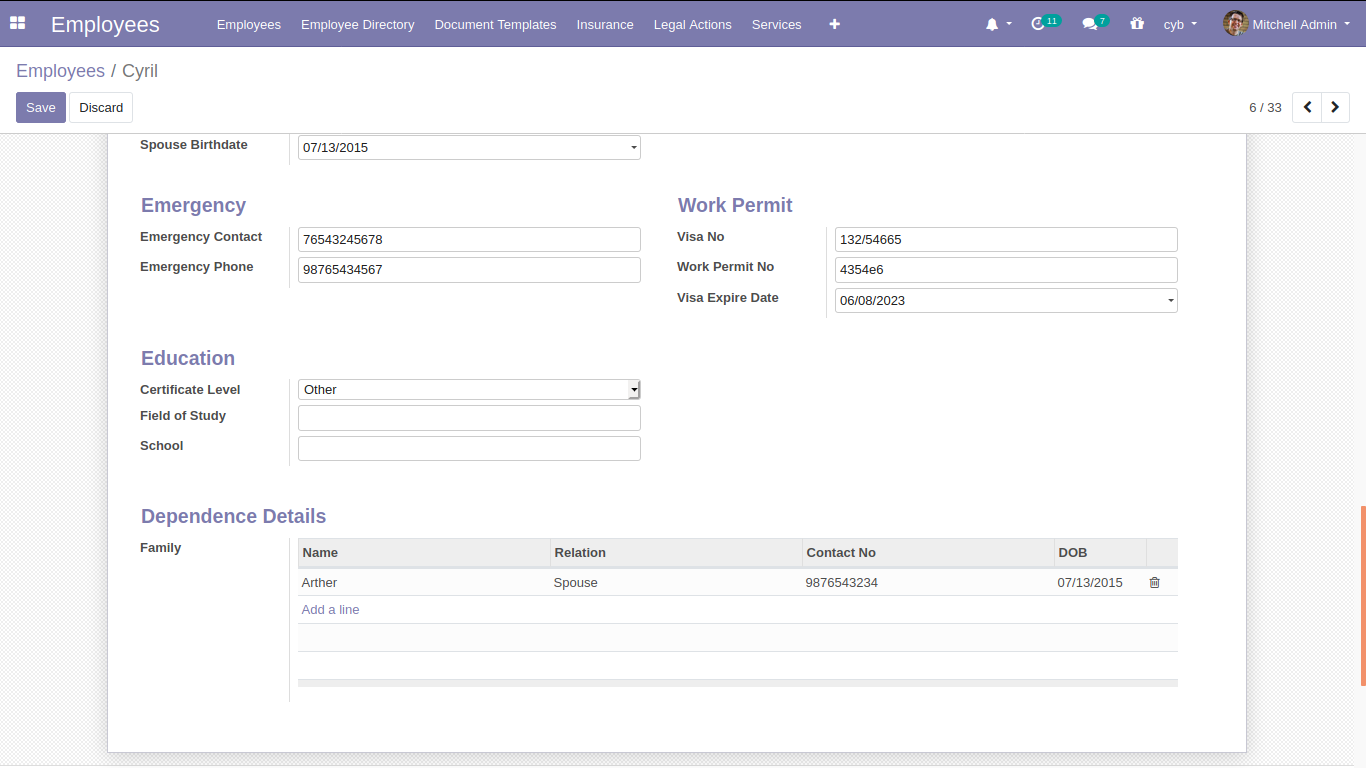 Employees Employees Employee Directory Document Templates Insurance Legal Actions Services 11 7 cyb Mitchell Admin
Employees / Cyril
Save Discard 6 / 33
Spouse Birthdate 07/13/2015
Emergency Work Permit
Emergency Contact 76543245678 Visa No 132/54665
Emergency Phone 98765434567 Work Permit No 4354e6
Visa Expire Date 06/08/2023
Education
Certificate Level Other
Field of Study
School
Dependence Details
Family Name Relation Contact No DOB
Arther Spouse 9876543234 07/13/2015
Add a line